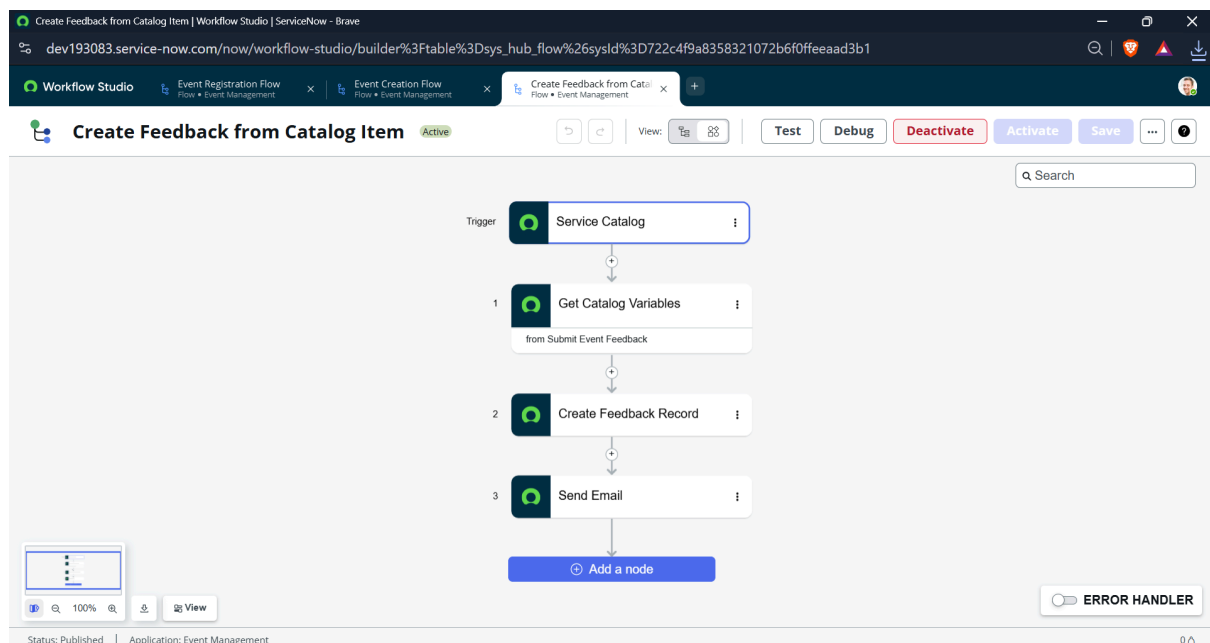 Create Feedback from Catalog Item | Workflow Studio | ServiceNow - Brave
dev193083.service-now.com/now/workflow-studio/builder%3Ftable%3Dsys_hub_flow%26sysId%3D722c4f9a8358321072b6f0ffeeaad3b1
Workflow Studio
Event Registration Flow
Flow • Event Management
Event Creation Flow
Flow • Event Management
Create Feedback from Catal
Flow • Event Management
Create Feedback from Catalog Item
Active
View:
Test
Debug
Deactivate
Activate
Save
Search
Trigger
Service Catalog
1
Get Catalog Variables
from Submit Event Feedback
2
Create Feedback Record
3
Send Email
Add a node
100%
View
ERROR HANDLER
Status: Published | Application: Event Management
0